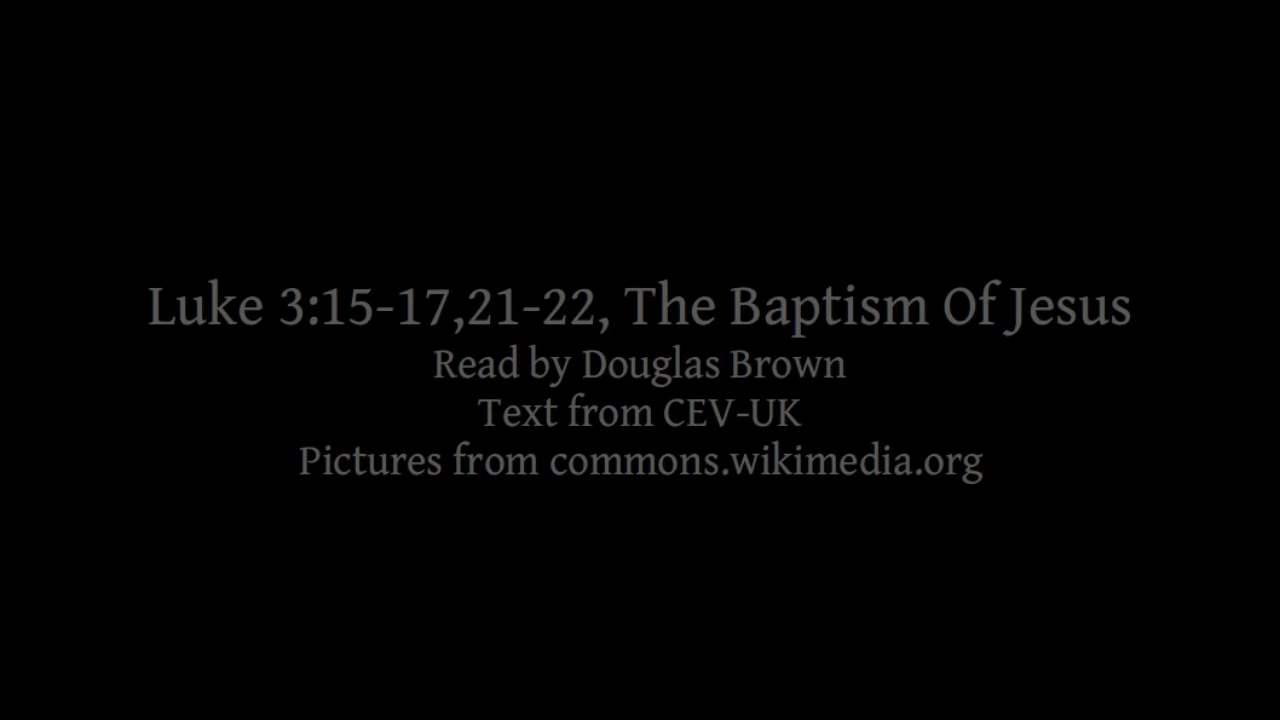 Luke 3:15-17,21-22, The Baptism Of Jesus
Read by Douglas Brown
Text from CEV-UK
Pictures from commons.wikimedia.org